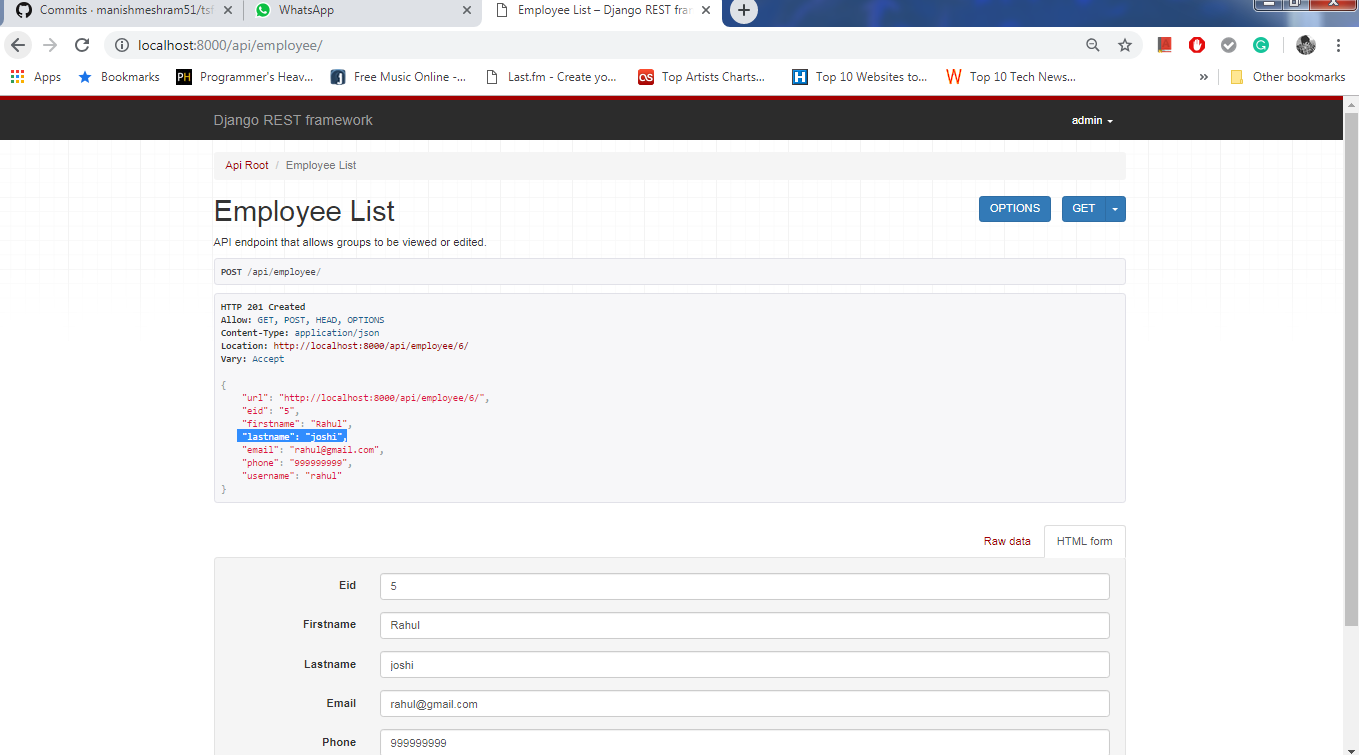 Commits · manishmeshram51/tsf
WhatsApp
Employee List – Django REST fram
localhost:8000/api/employee/
Apps
Bookmarks
PH Programmer's Heav...
Free Music Online -...
Last.fm - Create yo...
OS Top Artists Charts...
H Top 10 Websites to...
W Top 10 Tech News...
»
Other bookmarks
Django REST framework
admin
Api Root / Employee List
Employee List
OPTIONS
GET
API endpoint that allows groups to be viewed or edited.
POST /api/employee/
HTTP 201 Created
Allow: GET, POST, HEAD, OPTIONS
Content-Type: application/json
Location: http://localhost:8000/api/employee/6/
Vary: Accept
{
"url": "http://localhost:8000/api/employee/6/",
"eid": "5",
"firstname": "Rahul",
"lastname": "joshi",
"email": "rahul@gmail.com",
"phone": "999999999",
"username": "rahul"
}
Raw data
HTML form
Eid 5
Firstname Rahul
Lastname joshi
Email rahul@gmail.com
Phone 999999999